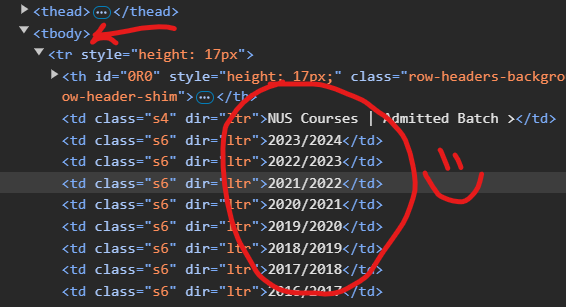 ▶ <thead> ⋯ </thead>
▼ <tbody>
▼ <tr style="height: 17px">
▶ <th id="0R0" style="height: 17px;" class="row-headers-backgro
ow-header-shim"> ⋯ </th>
<td class="s4" dir="ltr">NUS Courses | Admitted Batch ></td>
<td class="s6" dir="ltr">2023/2024</td>
<td class="s6" dir="ltr">2022/2023</td>
<td class="s6" dir="ltr">2021/2022</td>
<td class="s6" dir="ltr">2020/2021</td>
<td class="s6" dir="ltr">2019/2020</td>
<td class="s6" dir="ltr">2018/2019</td>
<td class="s6" dir="ltr">2017/2018</td>
<td class="s6" dir="ltr">2016/2017</td>